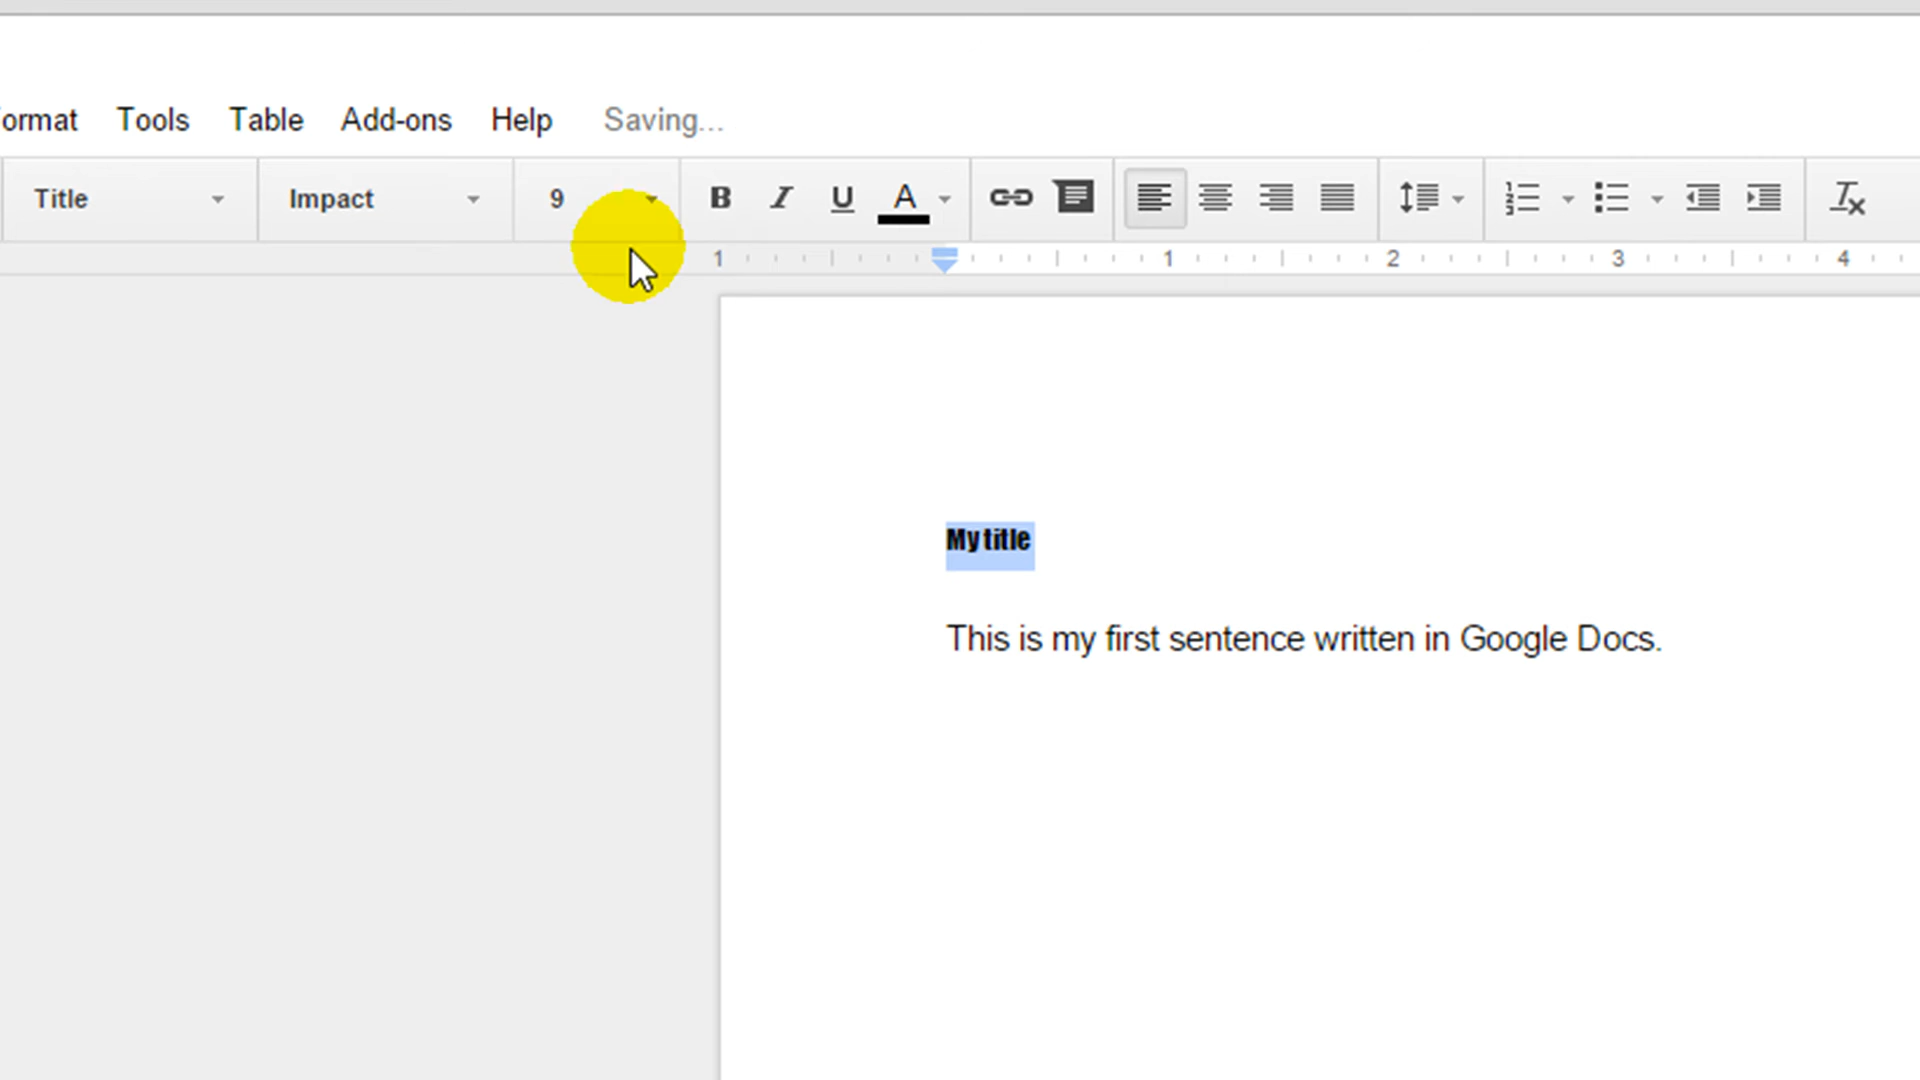 ormat Tools Table Add-ons Help Saving...
Title Impact 9 B I U A
1 1 2 3 4
My title
This is my first sentence written in Google Docs.